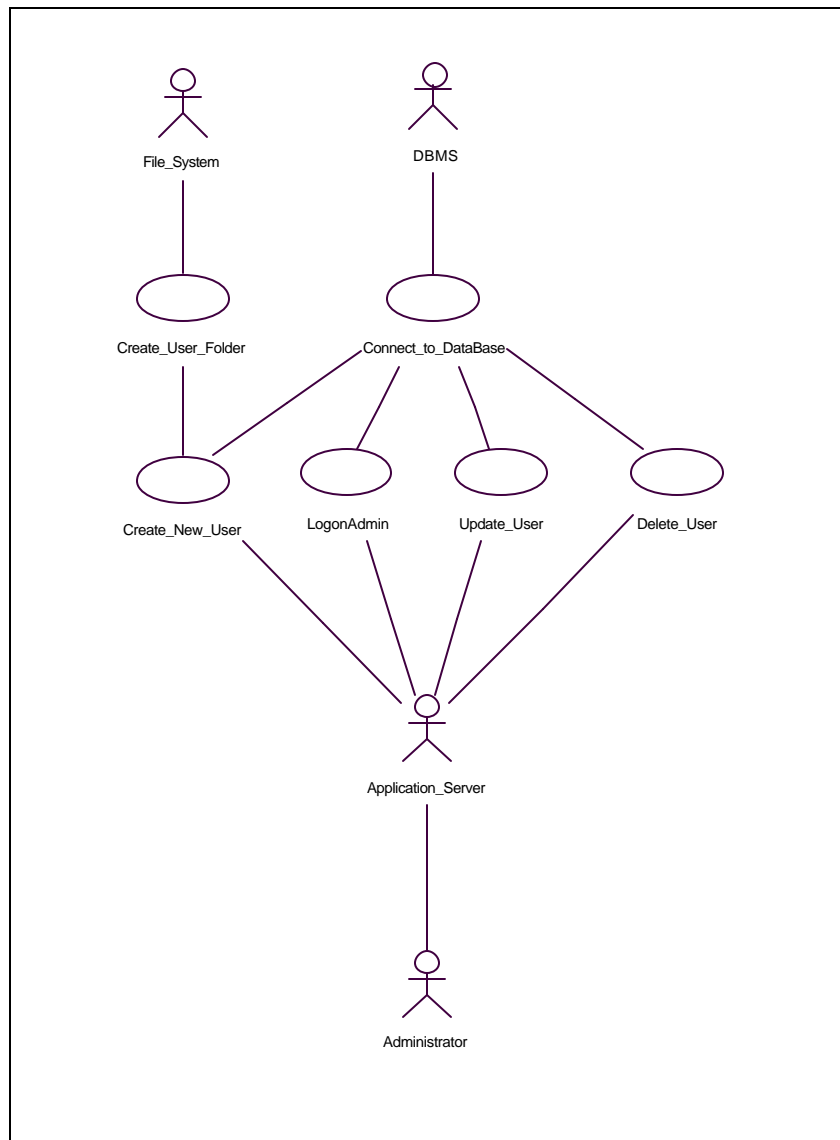 File_System
DBMS
Create_User_Folder
Connect_to_DataBase
Create_New_User
LogonAdmin
Update_User
Delete_User
Application_Server
Administrator